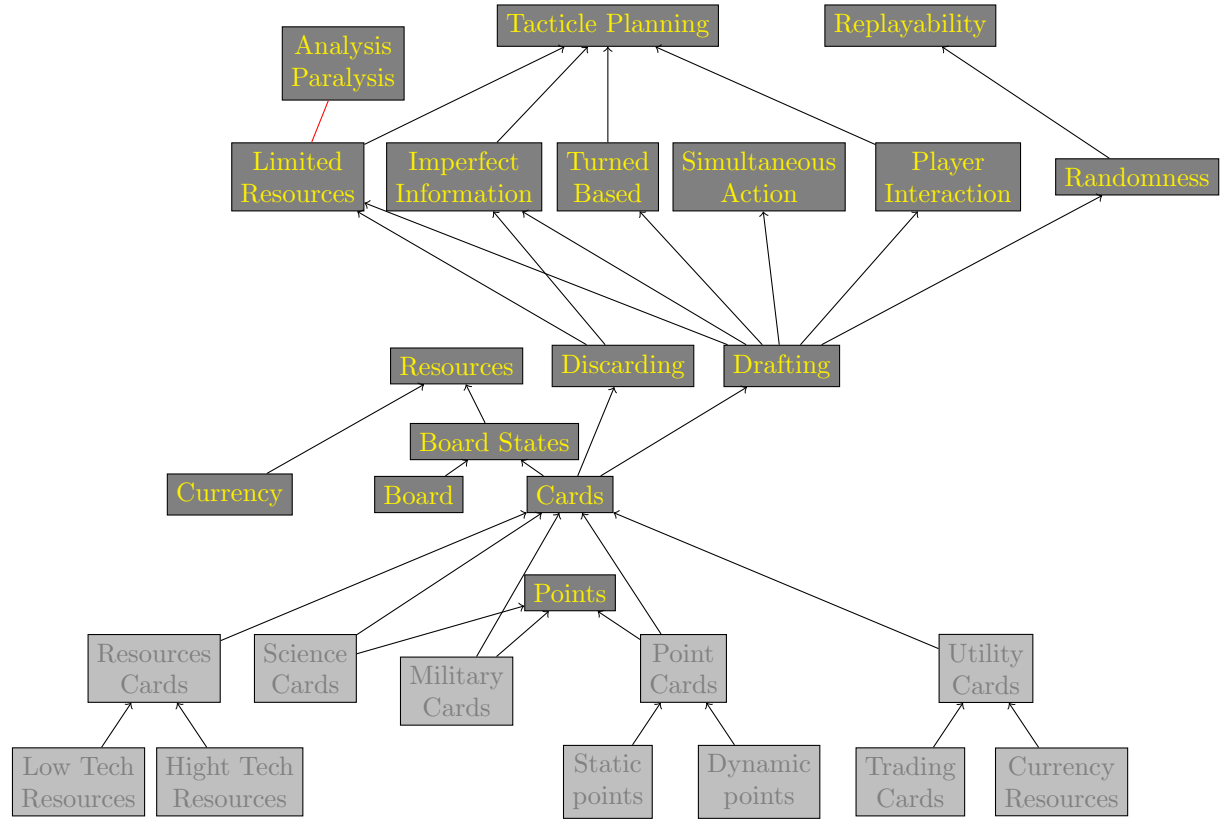 Tacticle Planning
Replayability
Analysis
Paralysis
Limited
Resources
Imperfect
Information
Turned
Based
Simultaneous
Action
Player
Interaction
Randomness
Resources
Discarding
Drafting
Board States
Currency
Board
Cards
Points
Resources
Cards
Science
Cards
Military
Cards
Point
Cards
Utility
Cards
Low Tech
Resources
Hight Tech
Resources
Static
points
Dynamic
points
Trading
Cards
Currency
Resources